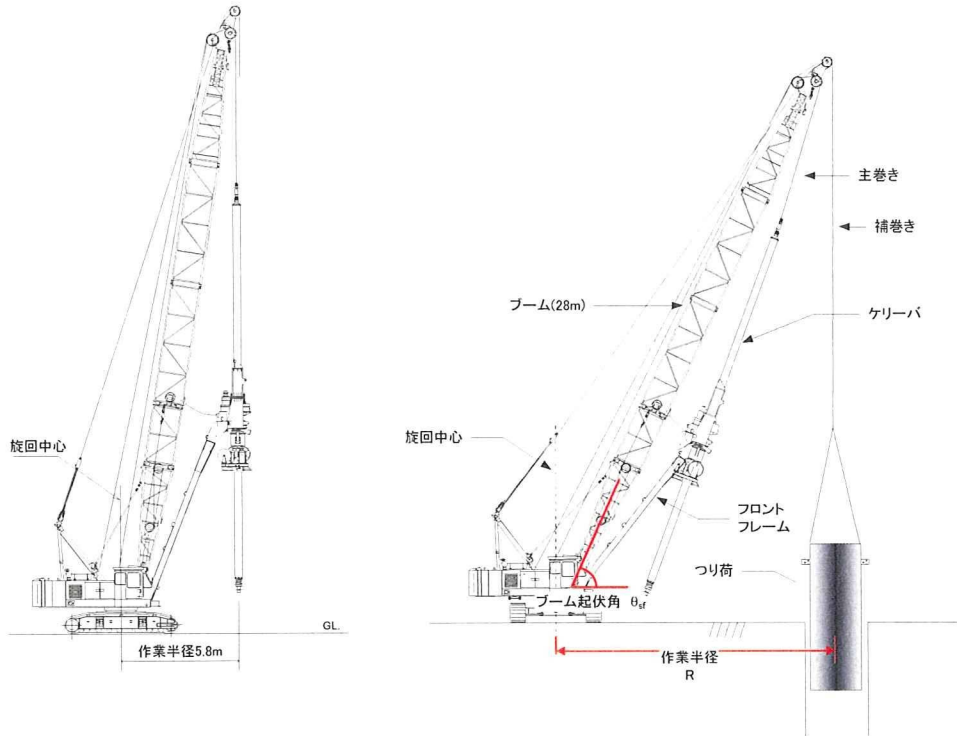 旋回中心
GL.
作業半径5.8m
主巻き
補巻き
ブーム(28m)
ケリーバ
旋回中心
フロント
フレーム
つり荷
ブーム起伏角 θsf
作業半径
R